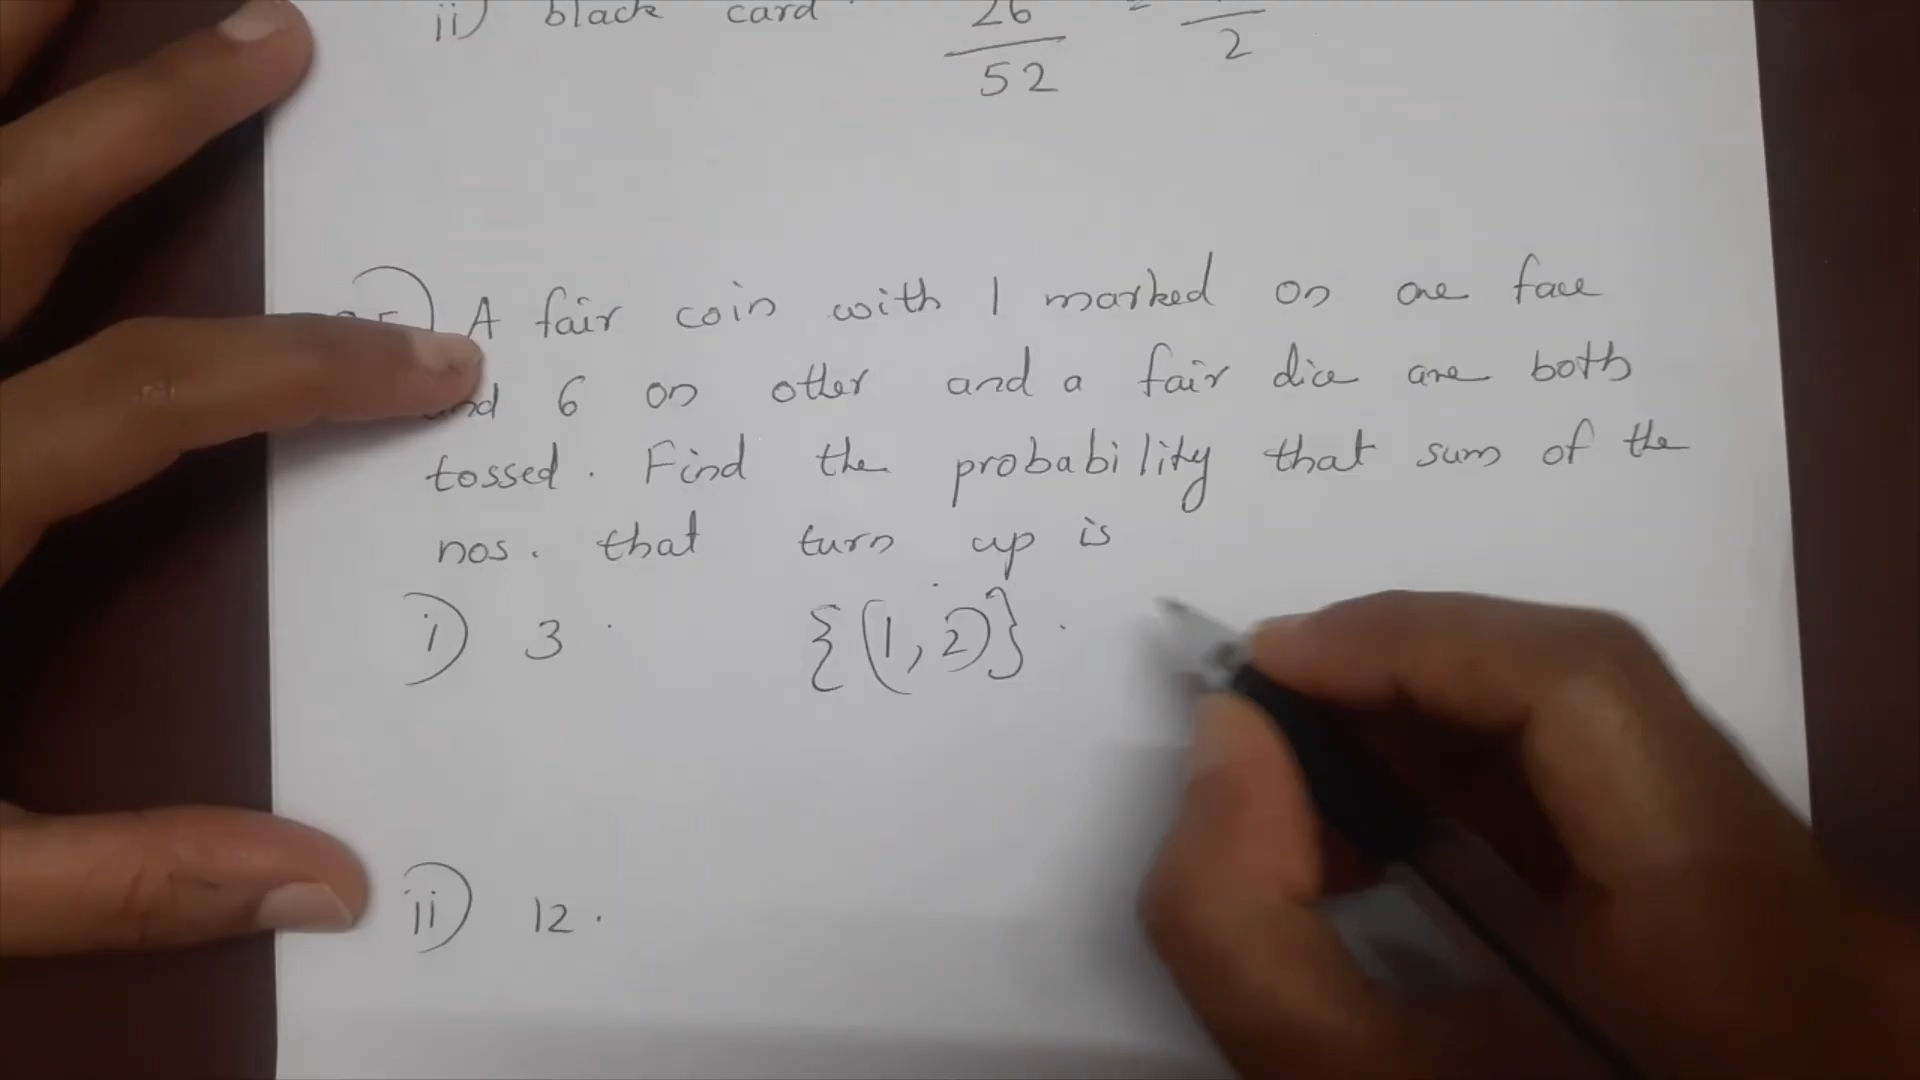 ii) black card 26/52 = /2
A fair coin with 1 marked on one face
and 6 on other and a fair dice are both
tossed. Find the probability that sum of the
nos. that turn up is
i) 3 {(1,2)}.
ii) 12.